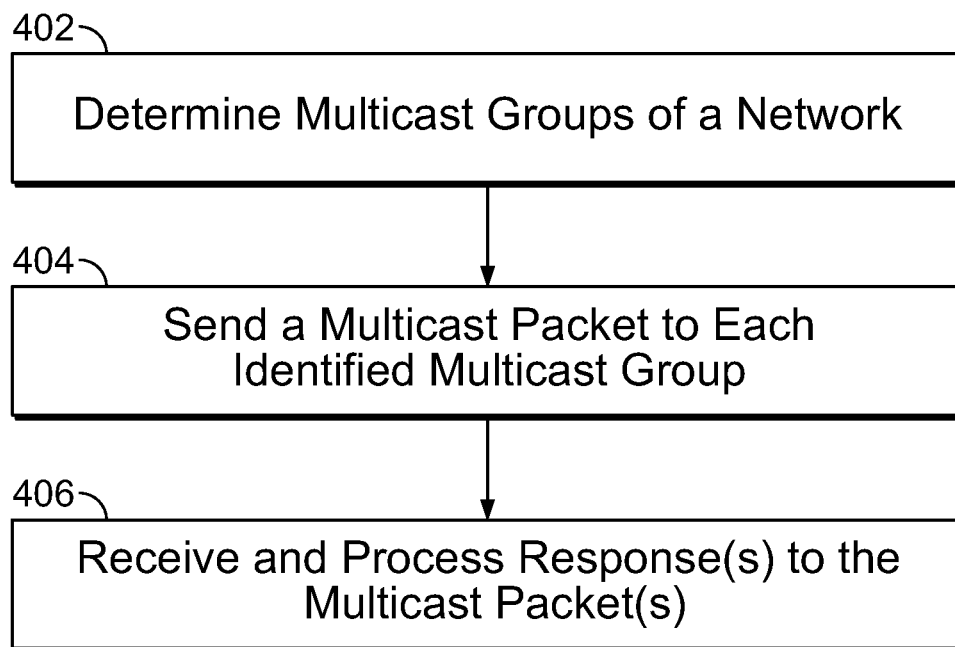 402
Determine Multicast Groups of a Network
404
Send a Multicast Packet to Each
Identified Multicast Group
406
Receive and Process Response(s) to the
Multicast Packet(s)